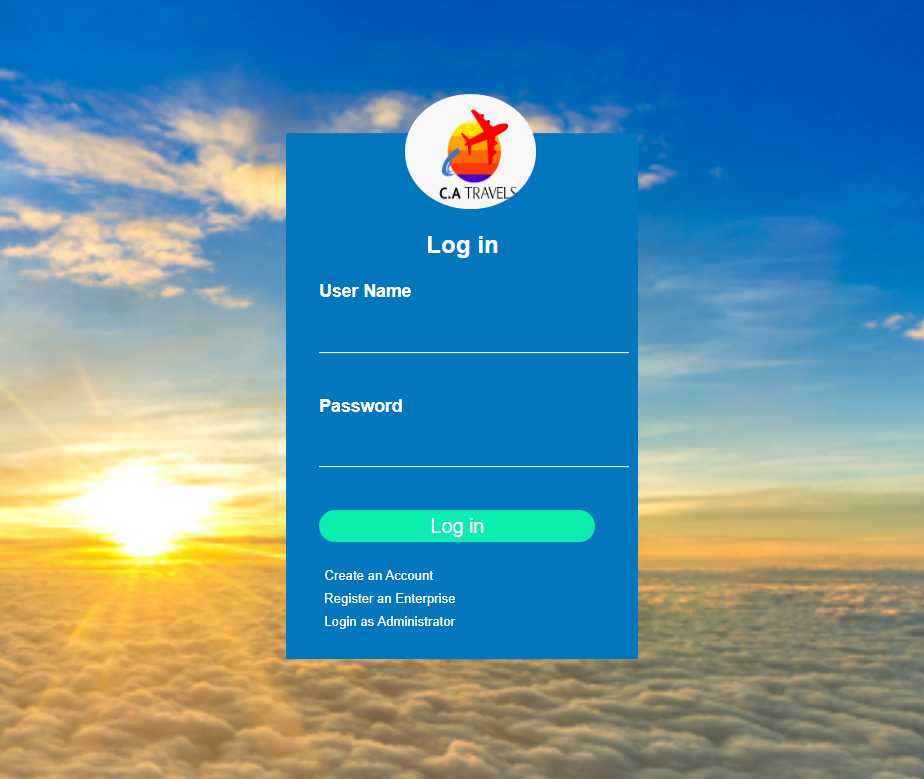 C.A TRAVELS
Log in
User Name
Password
Log in
Create an Account
Register an Enterprise
Login as Administrator